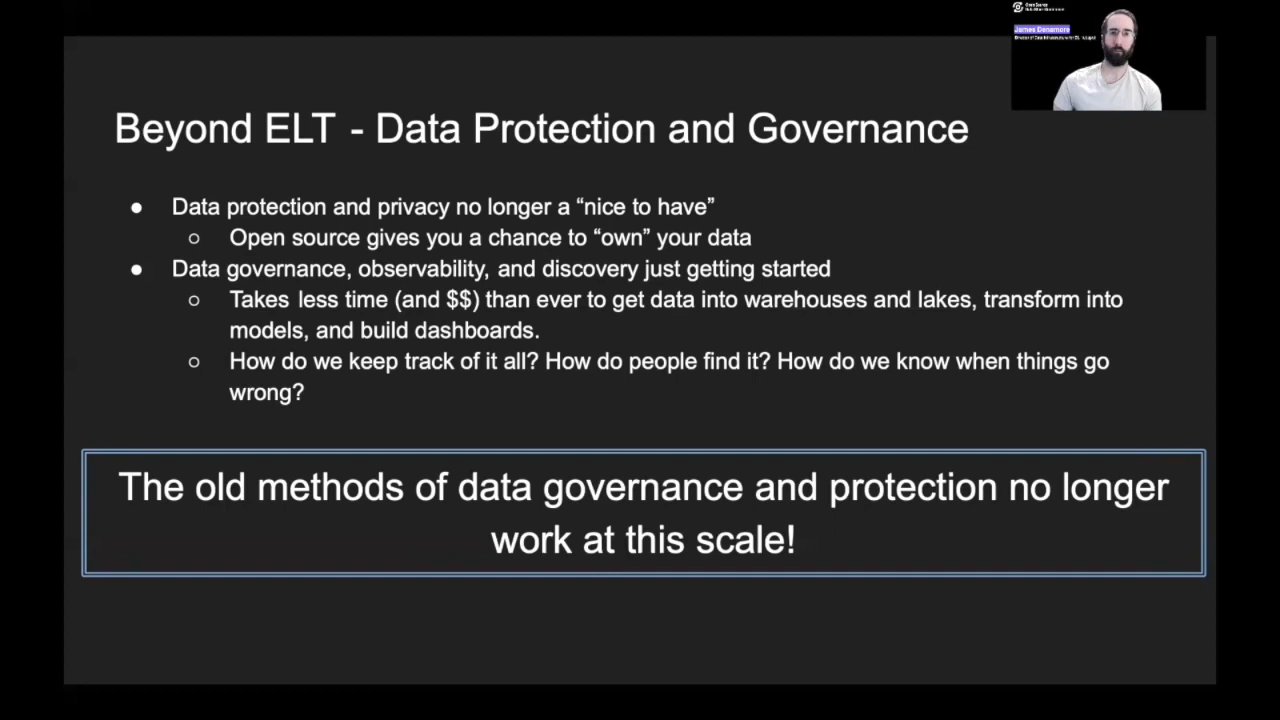 Open Source
James Densmore
Beyond ELT - Data Protection and Governance
● Data protection and privacy no longer a “nice to have”
○ Open source gives you a chance to “own” your data
● Data governance, observability, and discovery just getting started
○ Takes less time (and $$) than ever to get data into warehouses and lakes, transform into
models, and build dashboards.
○ How do we keep track of it all? How do people find it? How do we know when things go
wrong?
The old methods of data governance and protection no longer
work at this scale!